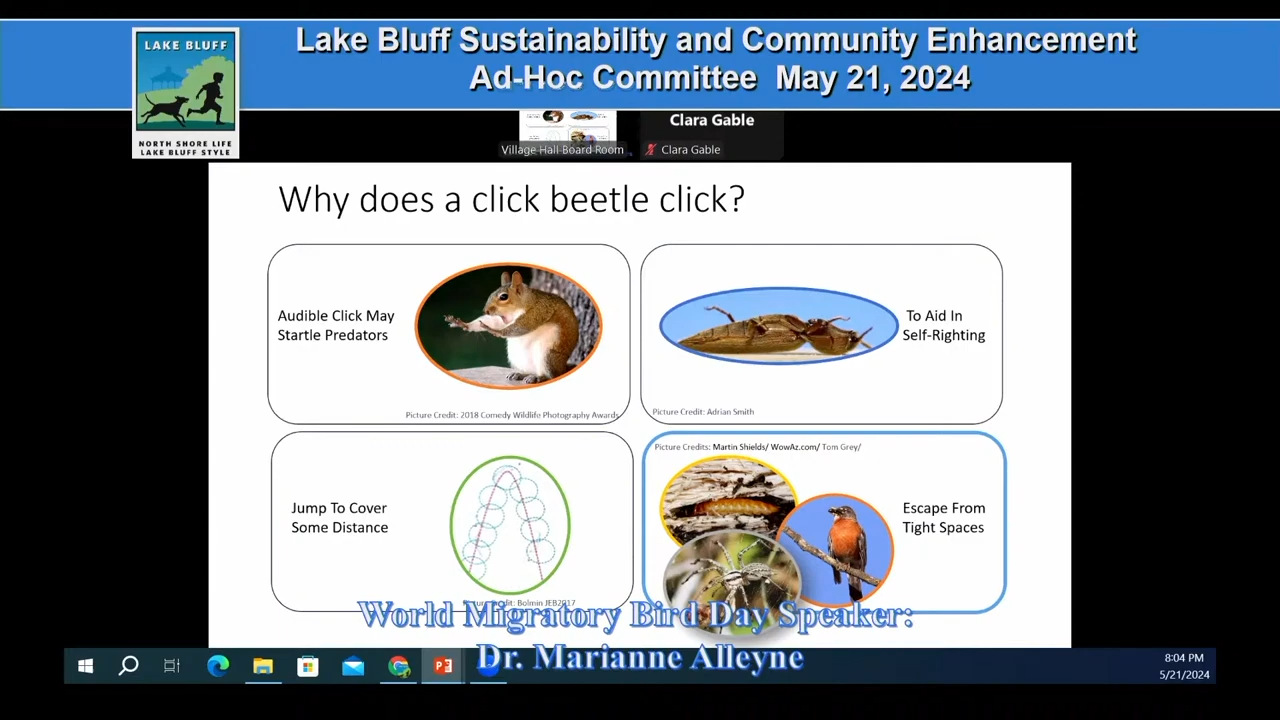 Lake Bluff Sustainability and Community Enhancement
Ad-Hoc Committee May 21, 2024
LAKE BLUFF
NORTH SHORE LIFE
LAKE BLUFF STYLE
Clara Gable
Village Hall Board Room
Clara Gable
Why does a click beetle click?
Audible Click May
Startle Predators
Picture Credit: 2018 Comedy Wildlife Photography Awards
To Aid In
Self-Righting
Picture Credit: Adrian Smith
Jump To Cover
Some Distance
Picture Credit: Bolmin JEB2017
Picture Credits: Martin Shields/ WowAz.com/ Tom Grey/
Escape From
Tight Spaces
World Migratory Bird Day Speaker:
Dr. Marianne Alleyne
8:04 PM
5/21/2024